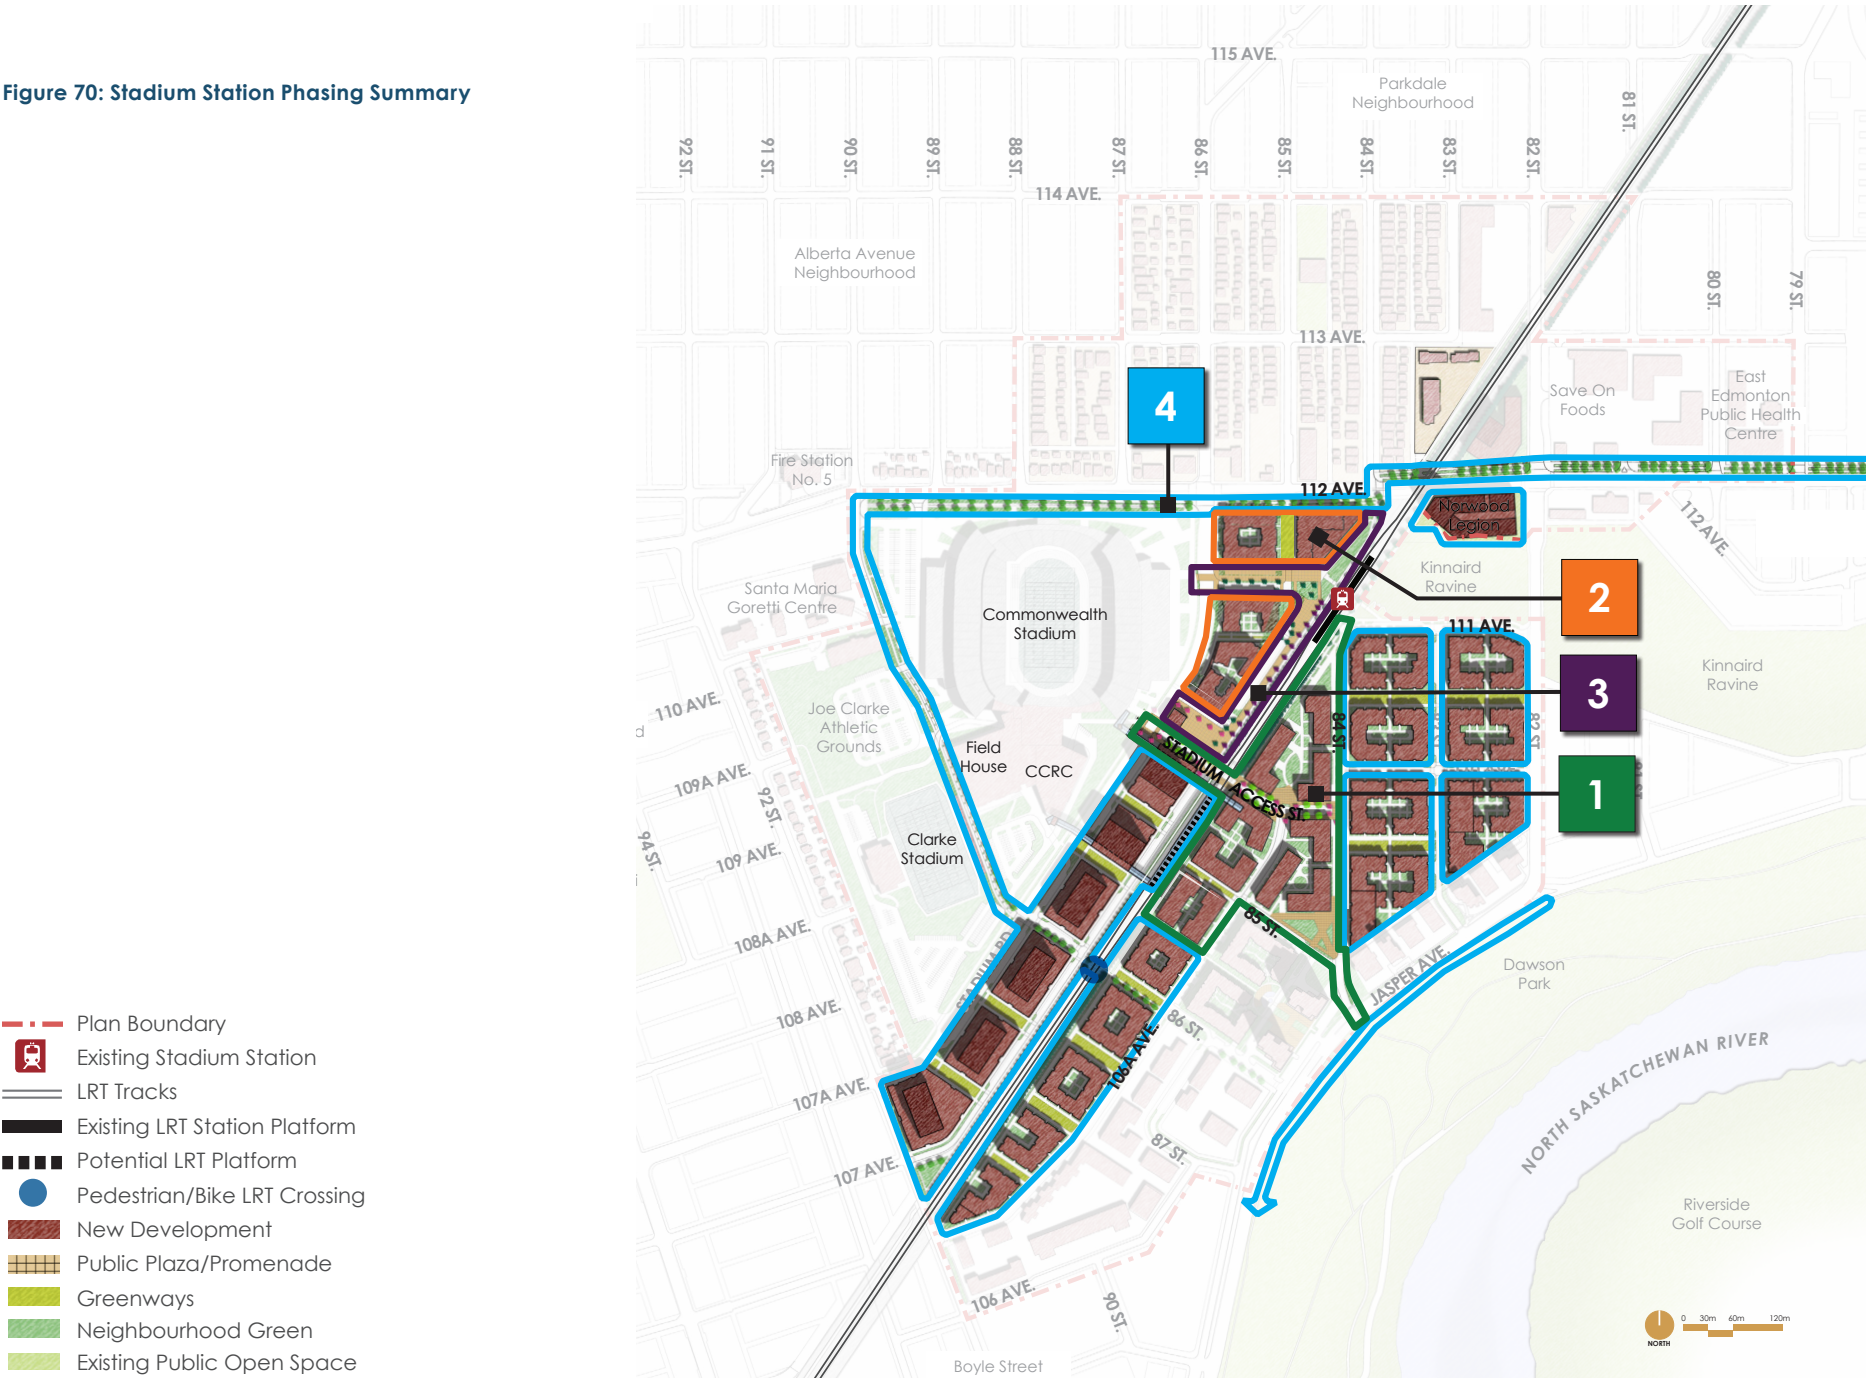 Figure 70: Stadium Station Phasing Summary
115 AVE.
Parkdale
Neighbourhood
81 ST.
92 ST.
91 ST.
90 ST.
89 ST.
88 ST.
87 ST.
86 ST.
85 ST.
84 ST.
83 ST.
82 ST.
114 AVE.
Alberta Avenue
Neighbourhood
80 ST.
79 ST.
113 AVE.
4
Save On
Foods
East
Edmonton
Public Health
Centre
Fire Station
No. 5
112 AVE.
Norwood
Legion
112 AVE.
Kinnaird
Ravine
2
Santa Maria
Goretti Centre
Commonwealth
Stadium
111 AVE.
Kinnaird
Ravine
3
110 AVE.
Joe Clarke
Athletic
Grounds
84 ST.
82 ST.
Field
House
CCRC
STADIUM ACCESS ST.
1
109A AVE.
92 ST.
94 ST.
109 AVE.
Clarke
Stadium
85 ST.
108A AVE.
STADIUM RD.
JASPER AVE.
Dawson
Park
108 AVE.
86 ST.
106A AVE.
NORTH SASKATCHEWAN RIVER
107A AVE.
87 ST.
107 AVE.
Riverside
Golf Course
106 AVE.
90 ST.
Boyle Street
Plan Boundary
Existing Stadium Station
LRT Tracks
Existing LRT Station Platform
Potential LRT Platform
Pedestrian/Bike LRT Crossing
New Development
Public Plaza/Promenade
Greenways
Neighbourhood Green
Existing Public Open Space
0 30m 60m 120m
NORTH